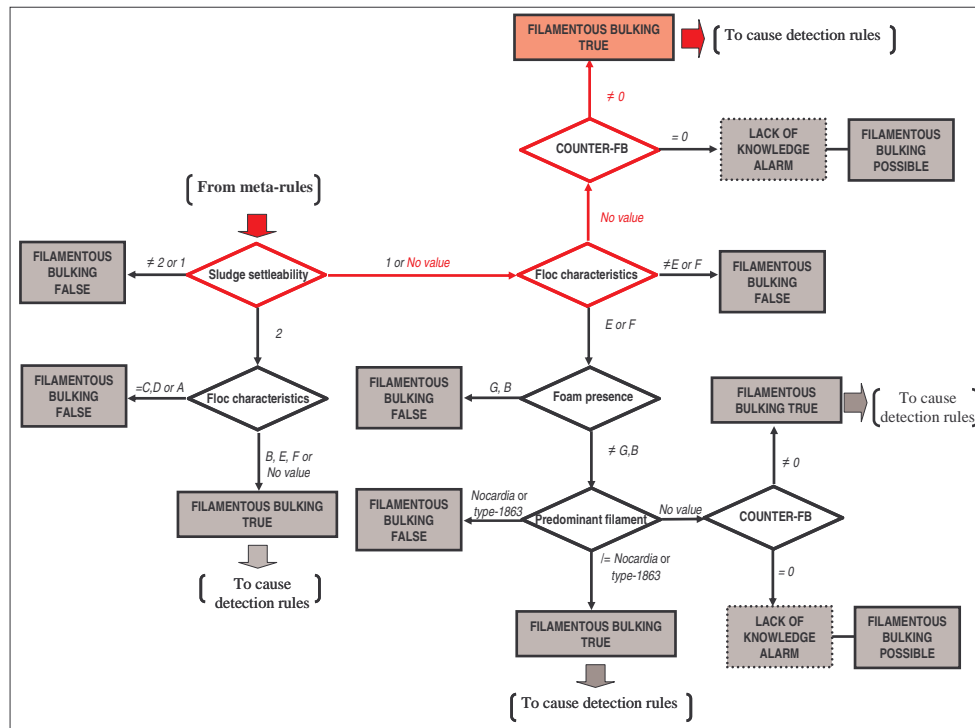 FILAMENTOUS BULKING
TRUE
To cause detection rules
≠ 0
COUNTER-FB
= 0
LACK OF
KNOWLEDGE
ALARM
FILAMENTOUS
BULKING
POSSIBLE
From meta-rules
No value
FILAMENTOUS
BULKING
FALSE
≠ 2 or 1
Sludge settleability
1 or No value
Floc characteristics
≠E or F
FILAMENTOUS
BULKING
FALSE
2
E or F
FILAMENTOUS
BULKING
FALSE
=C,D or A
Floc characteristics
FILAMENTOUS
BULKING
FALSE
G, B
Foam presence
FILAMENTOUS
BULKING TRUE
To cause
detection rules
B, E, F or
No value
≠ G,B
≠0
FILAMENTOUS BULKING
TRUE
FILAMENTOUS
BULKING
FALSE
Nocardia or
type-1863
Predominant filament
No value
COUNTER-FB
To cause
detection rules
/= Nocardia or
type-1863
= 0
FILAMENTOUS BULKING
TRUE
LACK OF
KNOWLEDGE
ALARM
FILAMENTOUS
BULKING
POSSIBLE
To cause detection rules